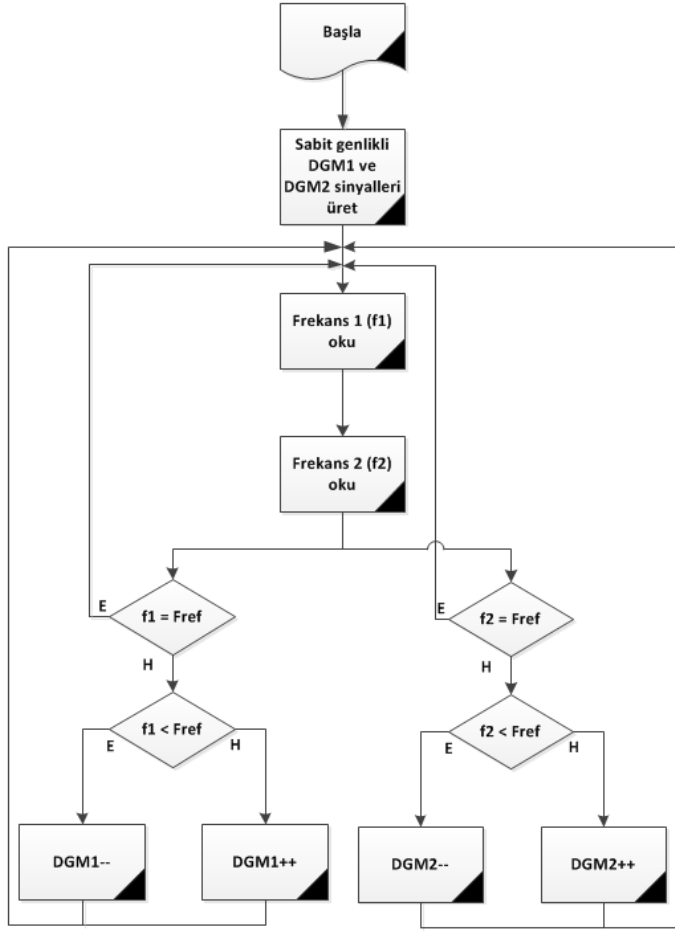 Başla
Sabit genlikli
DGM1 ve
DGM2 sinyalleri
üret
Frekans 1 (f1)
oku
Frekans 2 (f2)
oku
E
f1 = Fref
H
E
f2 = Fref
H
f1 < Fref
E
H
f2 < Fref
E
H
DGM1--
DGM1++
DGM2--
DGM2++